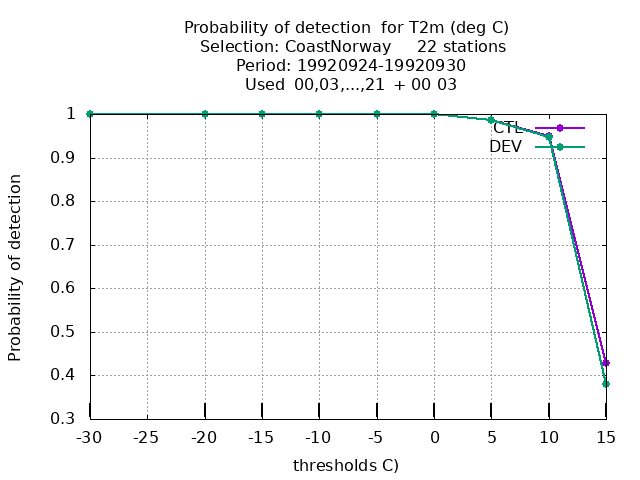 Probability of detection  for T2m (deg C)
Selection: CoastNorway     22 stations
Period: 19920924-19920930
Used  00,03,...,21  + 00 03
Probability of detection
1
0.9
0.8
0.7
0.6
0.5
0.4
0.3
CTL
DEV
-30 -25 -20 -15 -10 -5 0 5 10 15
thresholds C)